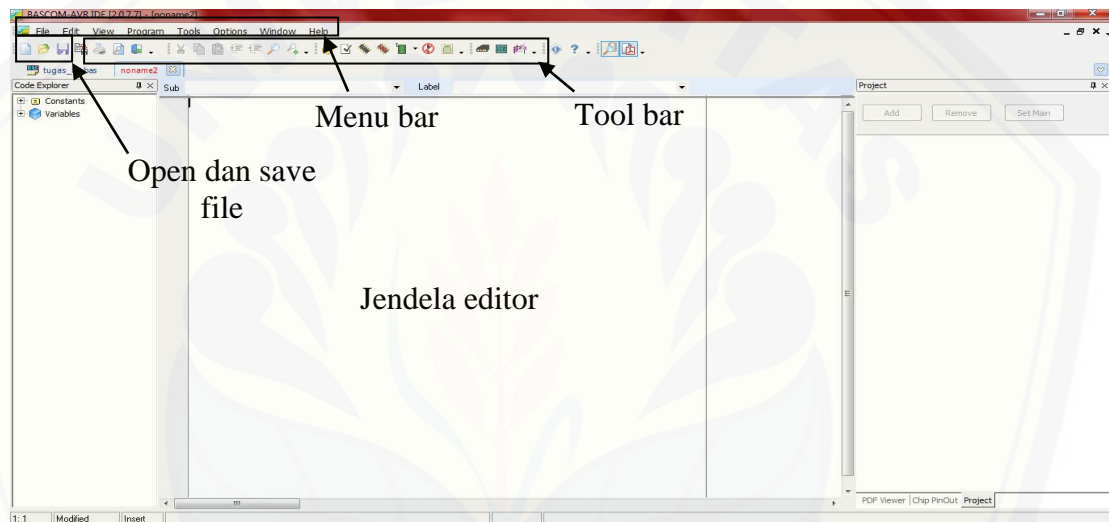 BASCOM-AVR IDE [2.0.7.7] - [noname2]
File Edit View Program Tools Options Window Help
noname2
Code Explorer
Sub
Label
Project
Constants
Variables
Add Remove Set Main
Menu bar
Tool bar
Open dan save
file
Jendela editor
PDF Viewer Chip PinOut Project
1: 1 Modified Insert